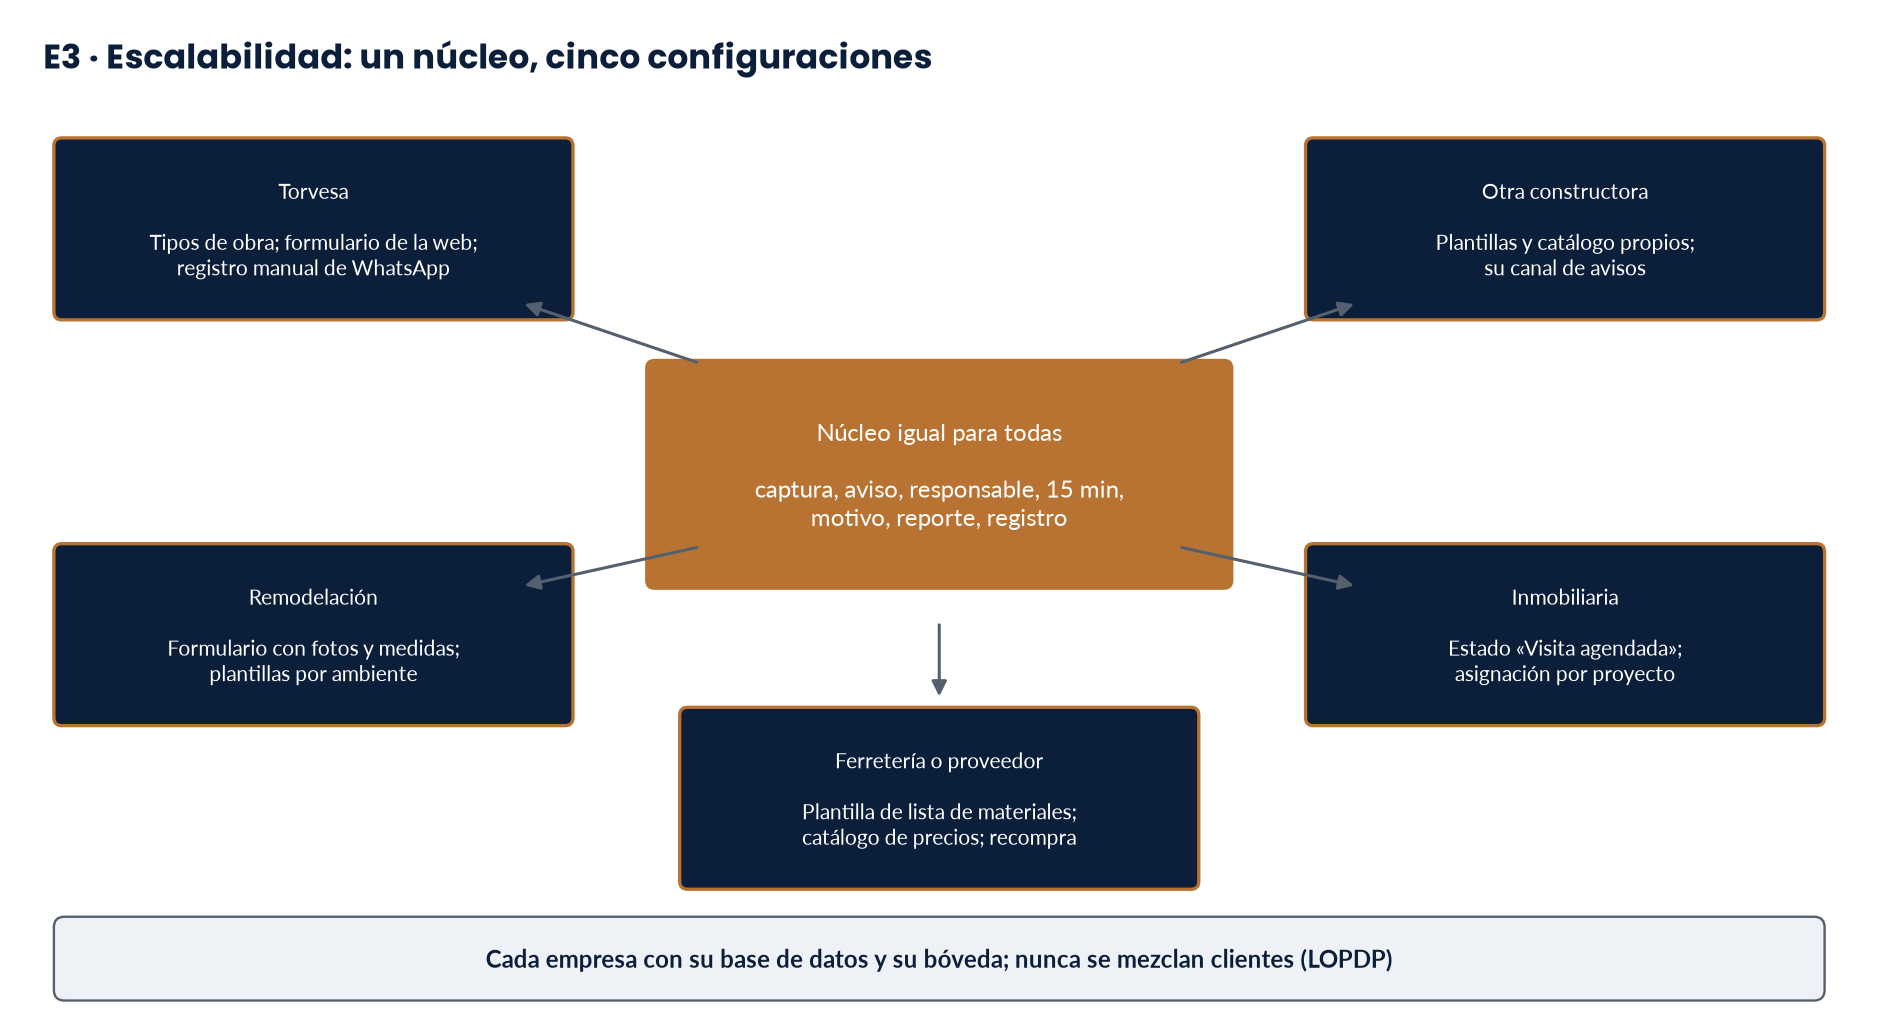 E3 · Escalabilidad: un núcleo, cinco configuraciones
Torvesa
Tipos de obra; formulario de la web;
registro manual de WhatsApp
Otra constructora
Plantillas y catálogo propios;
su canal de avisos
Núcleo igual para todas
captura, aviso, responsable, 15 min,
motivo, reporte, registro
Remodelación
Formulario con fotos y medidas;
plantillas por ambiente
Inmobiliaria
Estado «Visita agendada»;
asignación por proyecto
Ferretería o proveedor
Plantilla de lista de materiales;
catálogo de precios; recompra
Cada empresa con su base de datos y su bóveda; nunca se mezclan clientes (LOPDP)